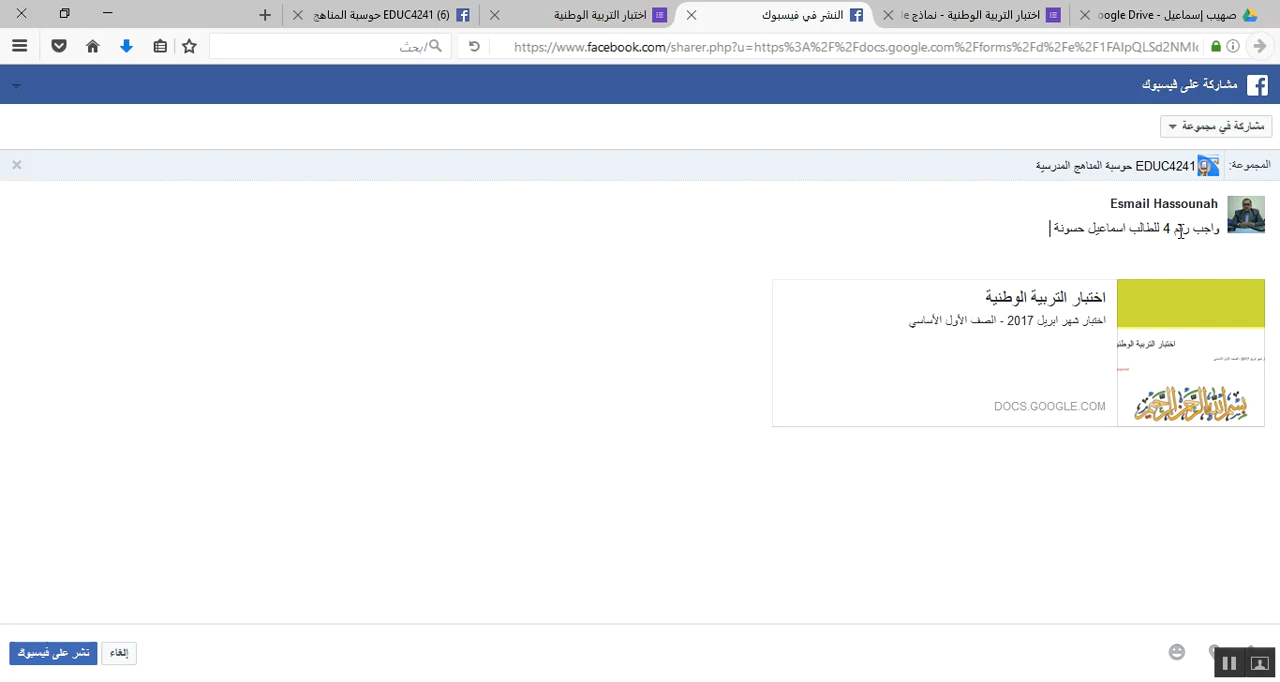 صهيب إسماعيل - Google Drive
اختبار التربية الوطنية - نماذج
النشر في فيسبوك
اختبار التربية الوطنية
(6) EDUC4241 حوسبة المناهج
https://www.facebook.com/sharer.php?u=https%3A%2F%2Fdocs.google.com%2Fforms%2Fd%2Fe%2F1FAIpQLSd2NMI
بحث
مشاركة على فيسبوك
مشاركة في مجموعة
المجموعة: EDUC4241 حوسبة المناهج المدرسية
Esmail Hassounah
واجب رقم 4 للطالب اسماعيل حسونة
اختبار التربية الوطنية
اختبار شهر ابريل 2017 - الصف الأول الأساسي
DOCS.GOOGLE.COM
اختبار التربية الوطني
بسم الله الرحمن الرحيم
إلغاء
نشر على فيسبوك